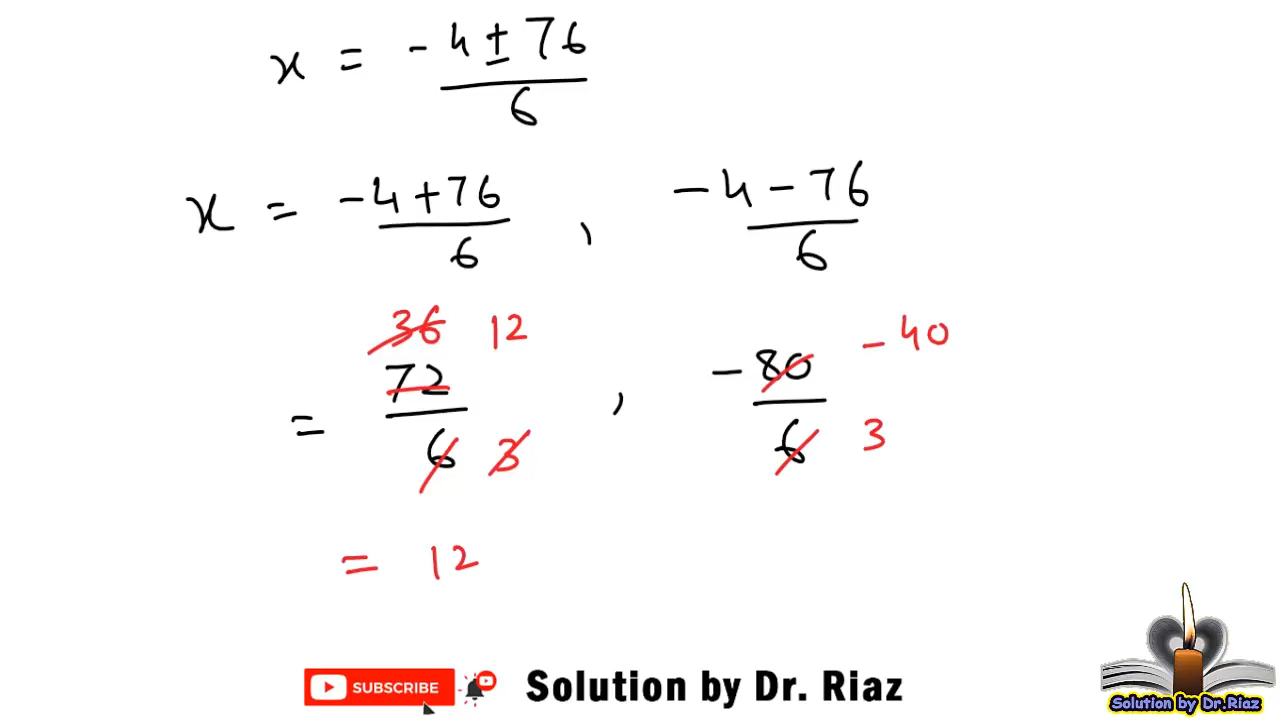 x = -4 ± 76 / 6
x = -4 + 76 / 6 , -4 - 76 / 6
36 12 - 40
= 72 / 6 3 , - 80 / 6 3
= 12
SUBSCRIBE Solution by Dr. Riaz
Solution by Dr.Riaz